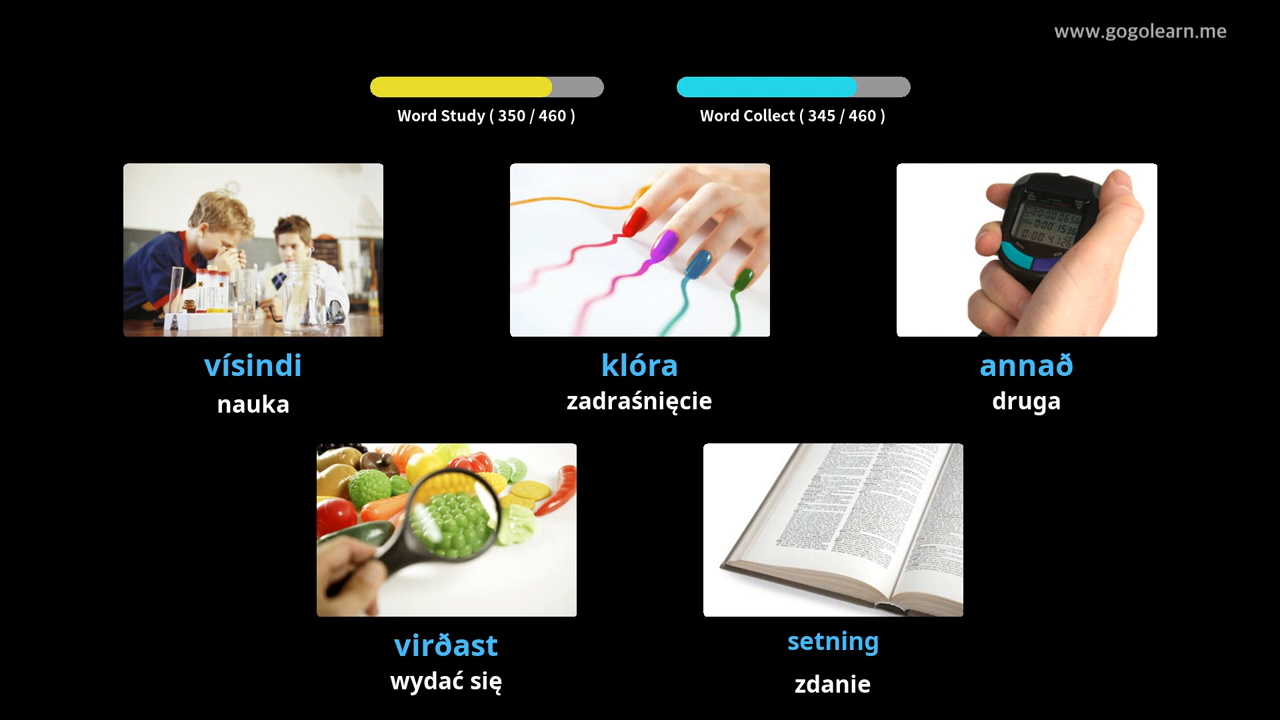 www.gogolearn.me
Word Study ( 350 / 460 )
Word Collect ( 345 / 460 )
vísindi
nauka
klóra
zadraśnięcie
annað
druga
virðast
wydać się
setning
zdanie